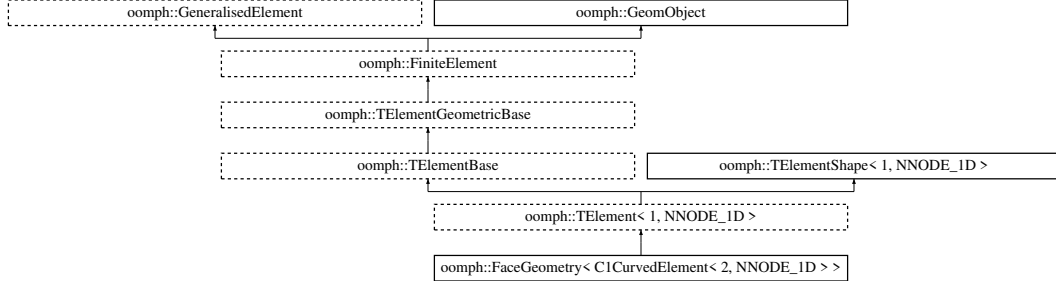 oomph::GeneralisedElement
oomph::GeomObject
oomph::FiniteElement
oomph::TElementGeometricBase
oomph::TElementBase
oomph::TElementShape< 1, NNODE_1D >
oomph::TElement< 1, NNODE_1D >
oomph::FaceGeometry< C1CurvedElement< 2, NNODE_1D > >